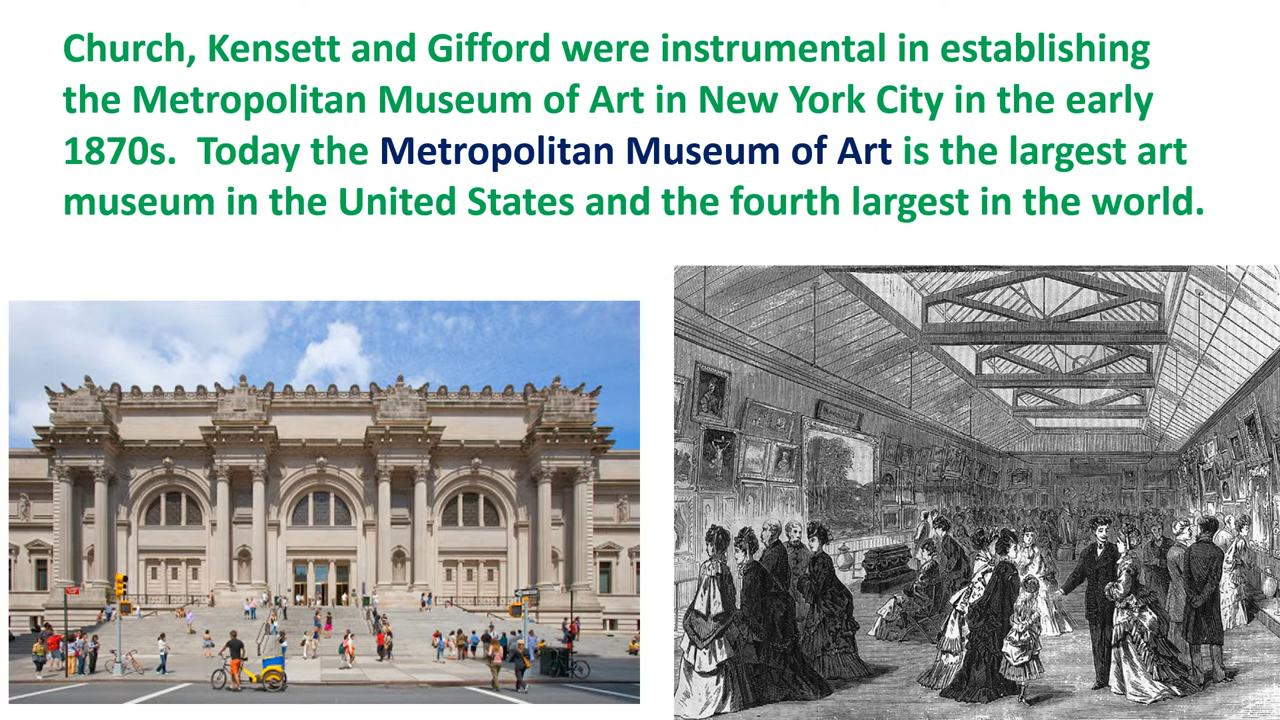 Church, Kensett and Gifford were instrumental in establishing
the Metropolitan Museum of Art in New York City in the early
1870s.  Today the Metropolitan Museum of Art is the largest art
museum in the United States and the fourth largest in the world.